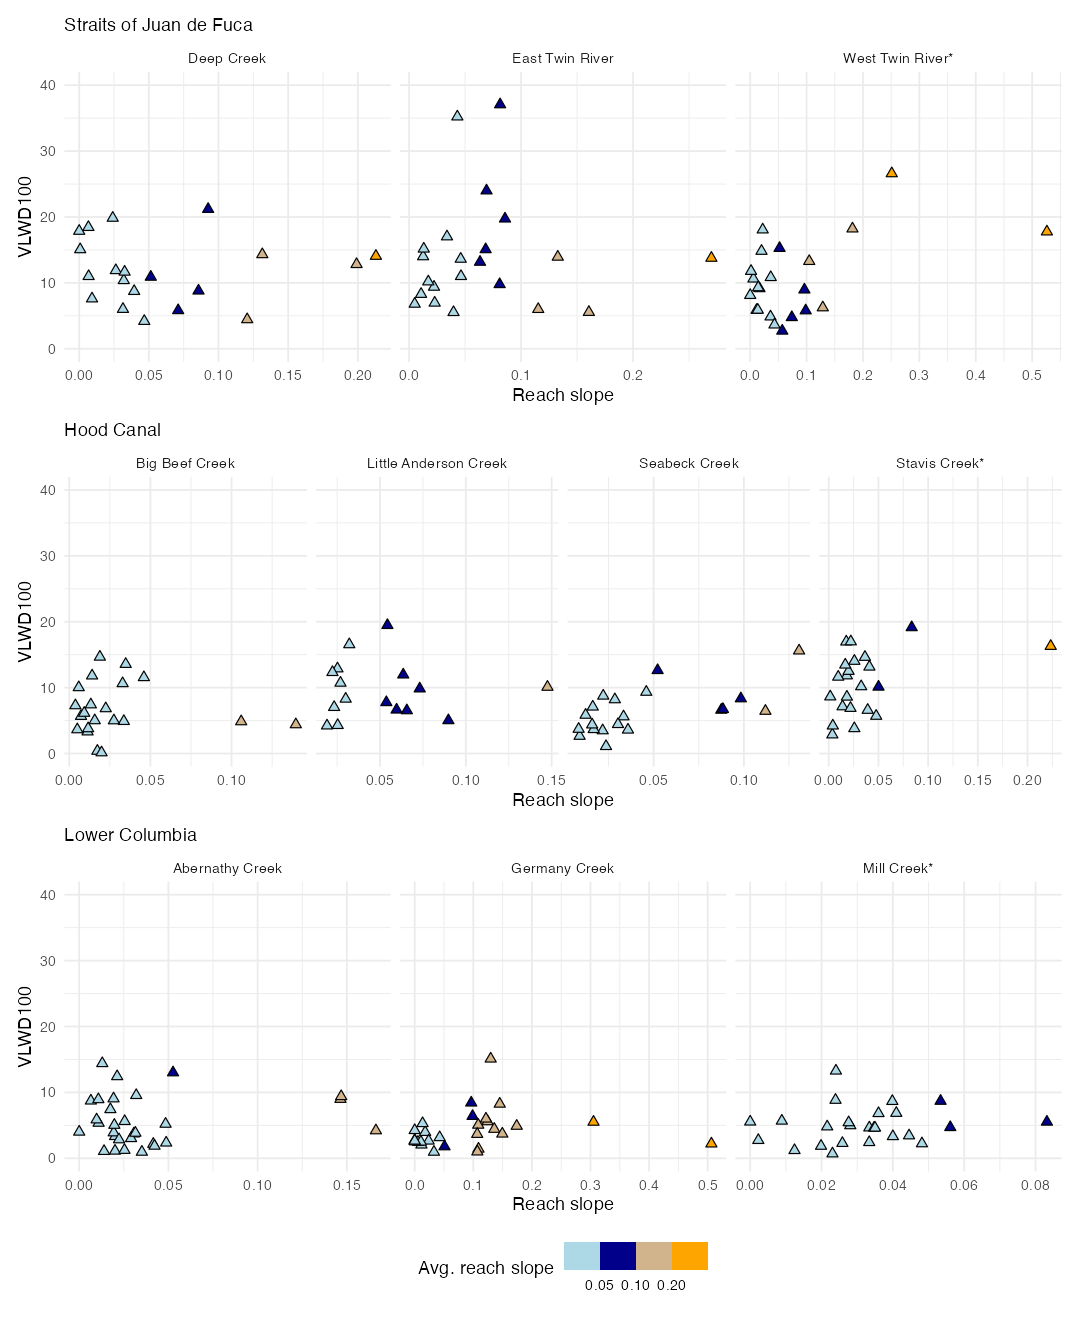 Straits of Juan de Fuca
Deep Creek East Twin River West Twin River*
VLWD100
40
30
20
10
0
0.00 0.05 0.10 0.15 0.20 0.0 0.1 0.2 0.0 0.1 0.2 0.3 0.4 0.5
Reach slope
Hood Canal
Big Beef Creek Little Anderson Creek Seabeck Creek Stavis Creek*
VLWD100
40
30
20
10
0
0.00 0.05 0.10 0.05 0.10 0.15 0.05 0.10 0.00 0.05 0.10 0.15 0.20
Reach slope
Lower Columbia
Abernathy Creek Germany Creek Mill Creek*
VLWD100
40
30
20
10
0
0.00 0.05 0.10 0.15 0.0 0.1 0.2 0.3 0.4 0.5 0.00 0.02 0.04 0.06 0.08
Reach slope
Avg. reach slope
0.05 0.10 0.20